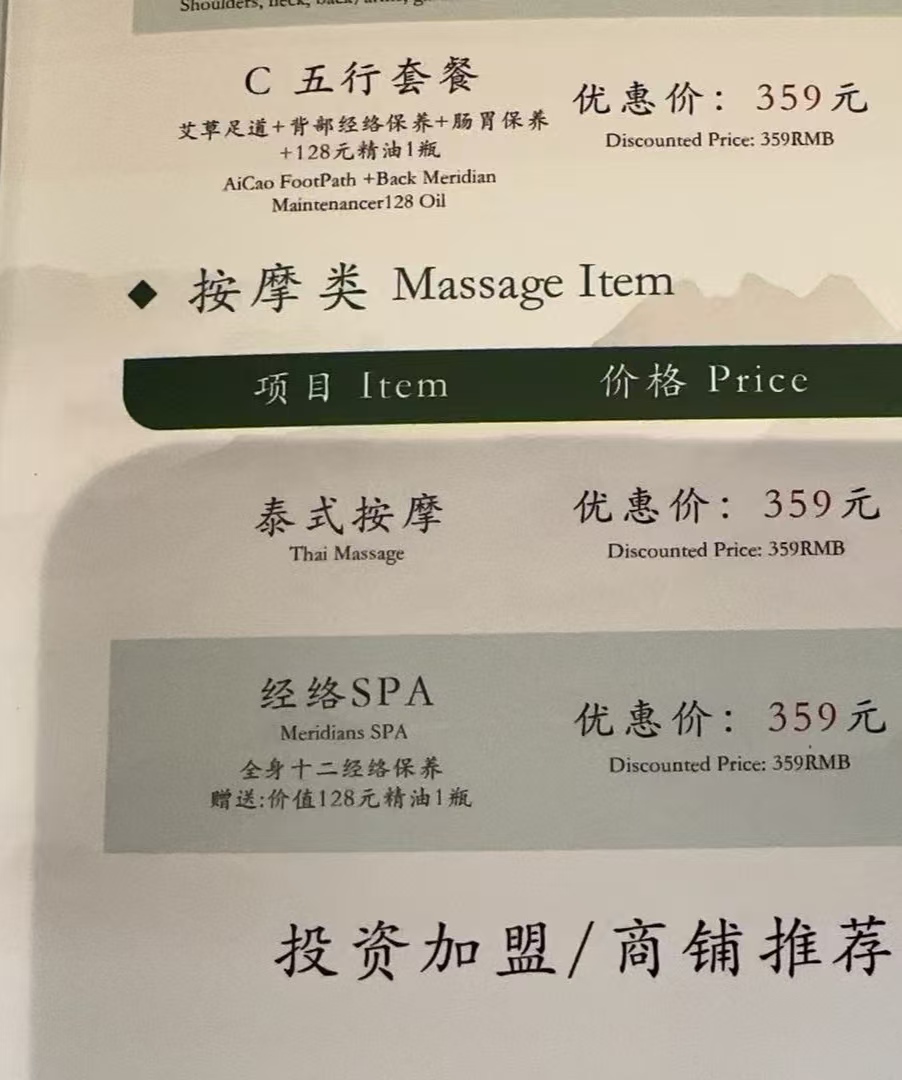 Shoulders, neck, back/arms,
C 五行套餐
优惠价：359元
艾草足道+背部经络保养+肠胃保养
+128元精油1瓶
Discounted Price: 359RMB
AiCao FootPath +Back Meridian
Maintenancer128 Oil
◆ 按摩类 Massage Item
项目 Item 价格 Price
泰式按摩 优惠价：359元
Thai Massage Discounted Price: 359RMB
经络SPA
优惠价：359元
Meridians SPA
Discounted Price: 359RMB
全身十二经络保养
赠送:价值128元精油1瓶
投资加盟/商铺推荐